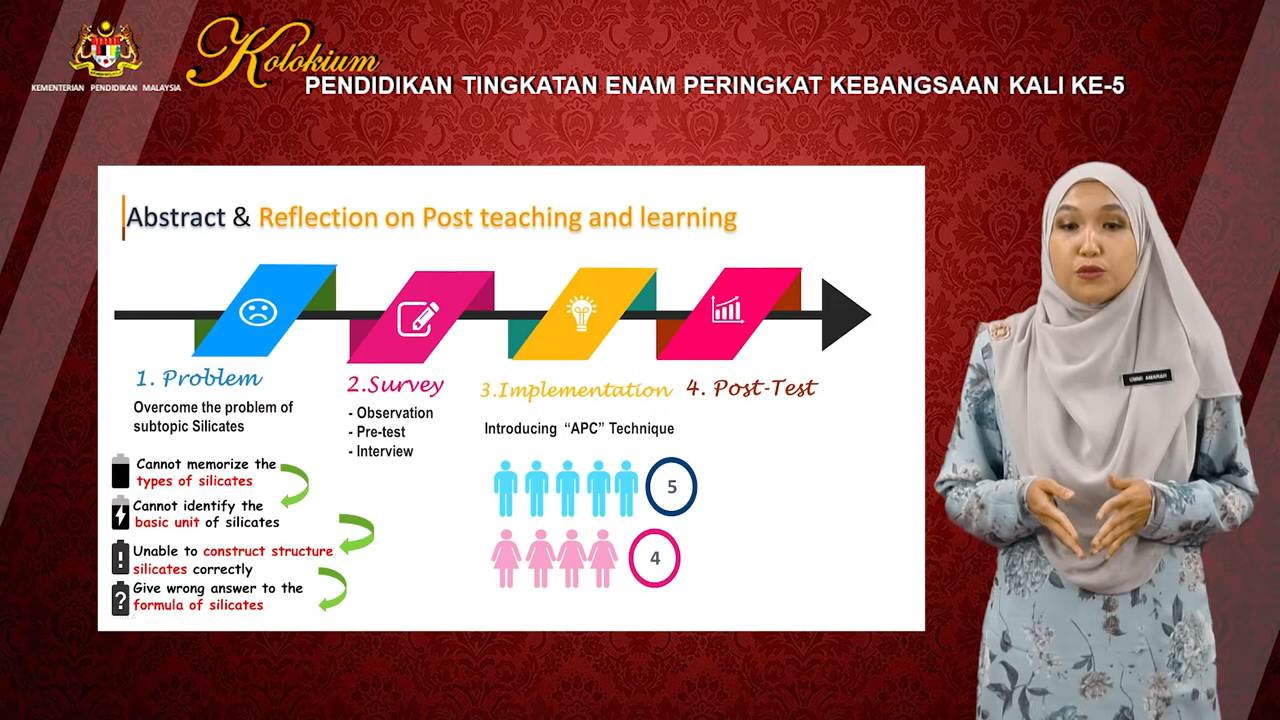 Kolokium
KEMENTERIAN PENDIDIKAN MALAYSIA
PENDIDIKAN TINGKATAN ENAM PERINGKAT KEBANGSAAN KALI KE-5
Abstract & Reflection on Post teaching and learning
1. Problem
Overcome the problem of
subtopic Silicates
Cannot memorize the
types of silicates
Cannot identify the
basic unit of silicates
Unable to construct structure
silicates correctly
Give wrong answer to the
formula of silicates
2.Survey
- Observation
- Pre-test
- Interview
3.Implementation
Introducing “APC” Technique
5
4
4. Post-Test
UMMI AMARAH